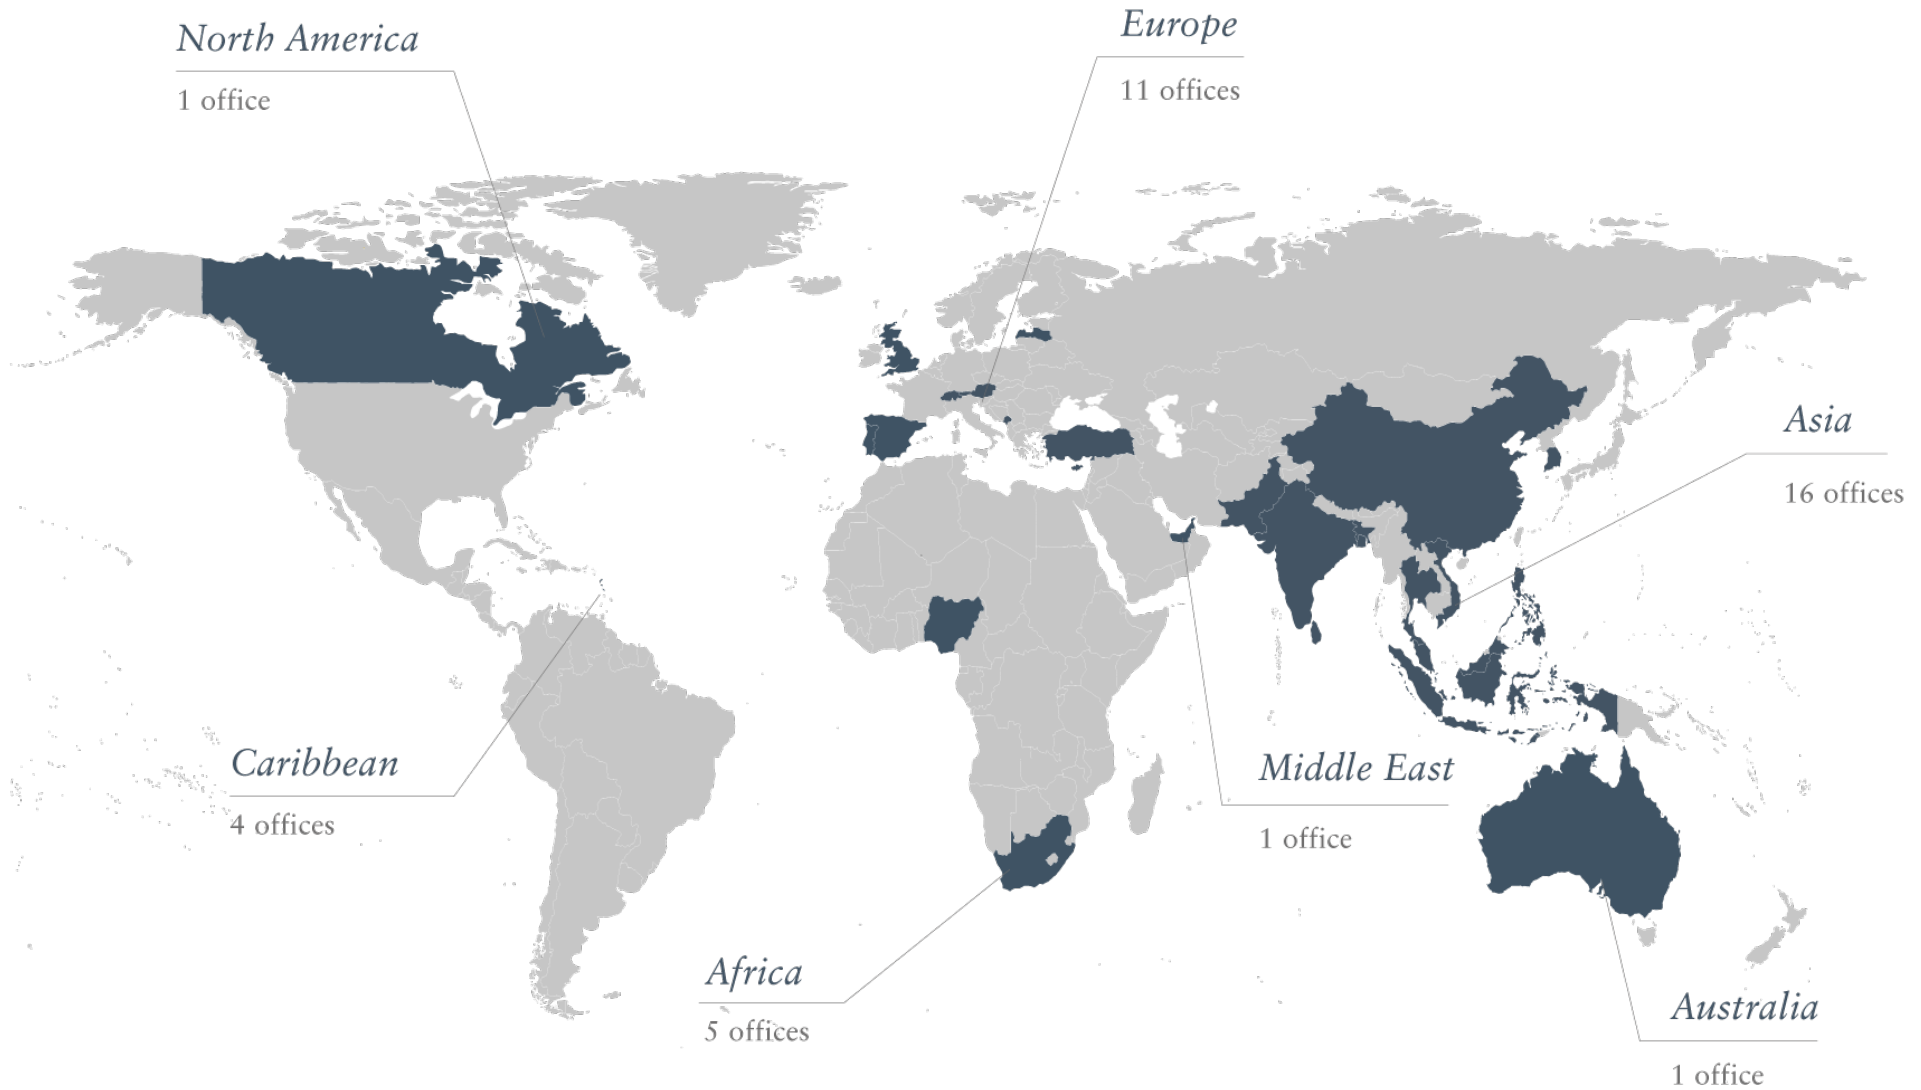 North America
1 office
Europe
11 offices
Asia
16 offices
Caribbean
4 offices
Middle East
1 office
Africa
5 offices
Australia
1 office